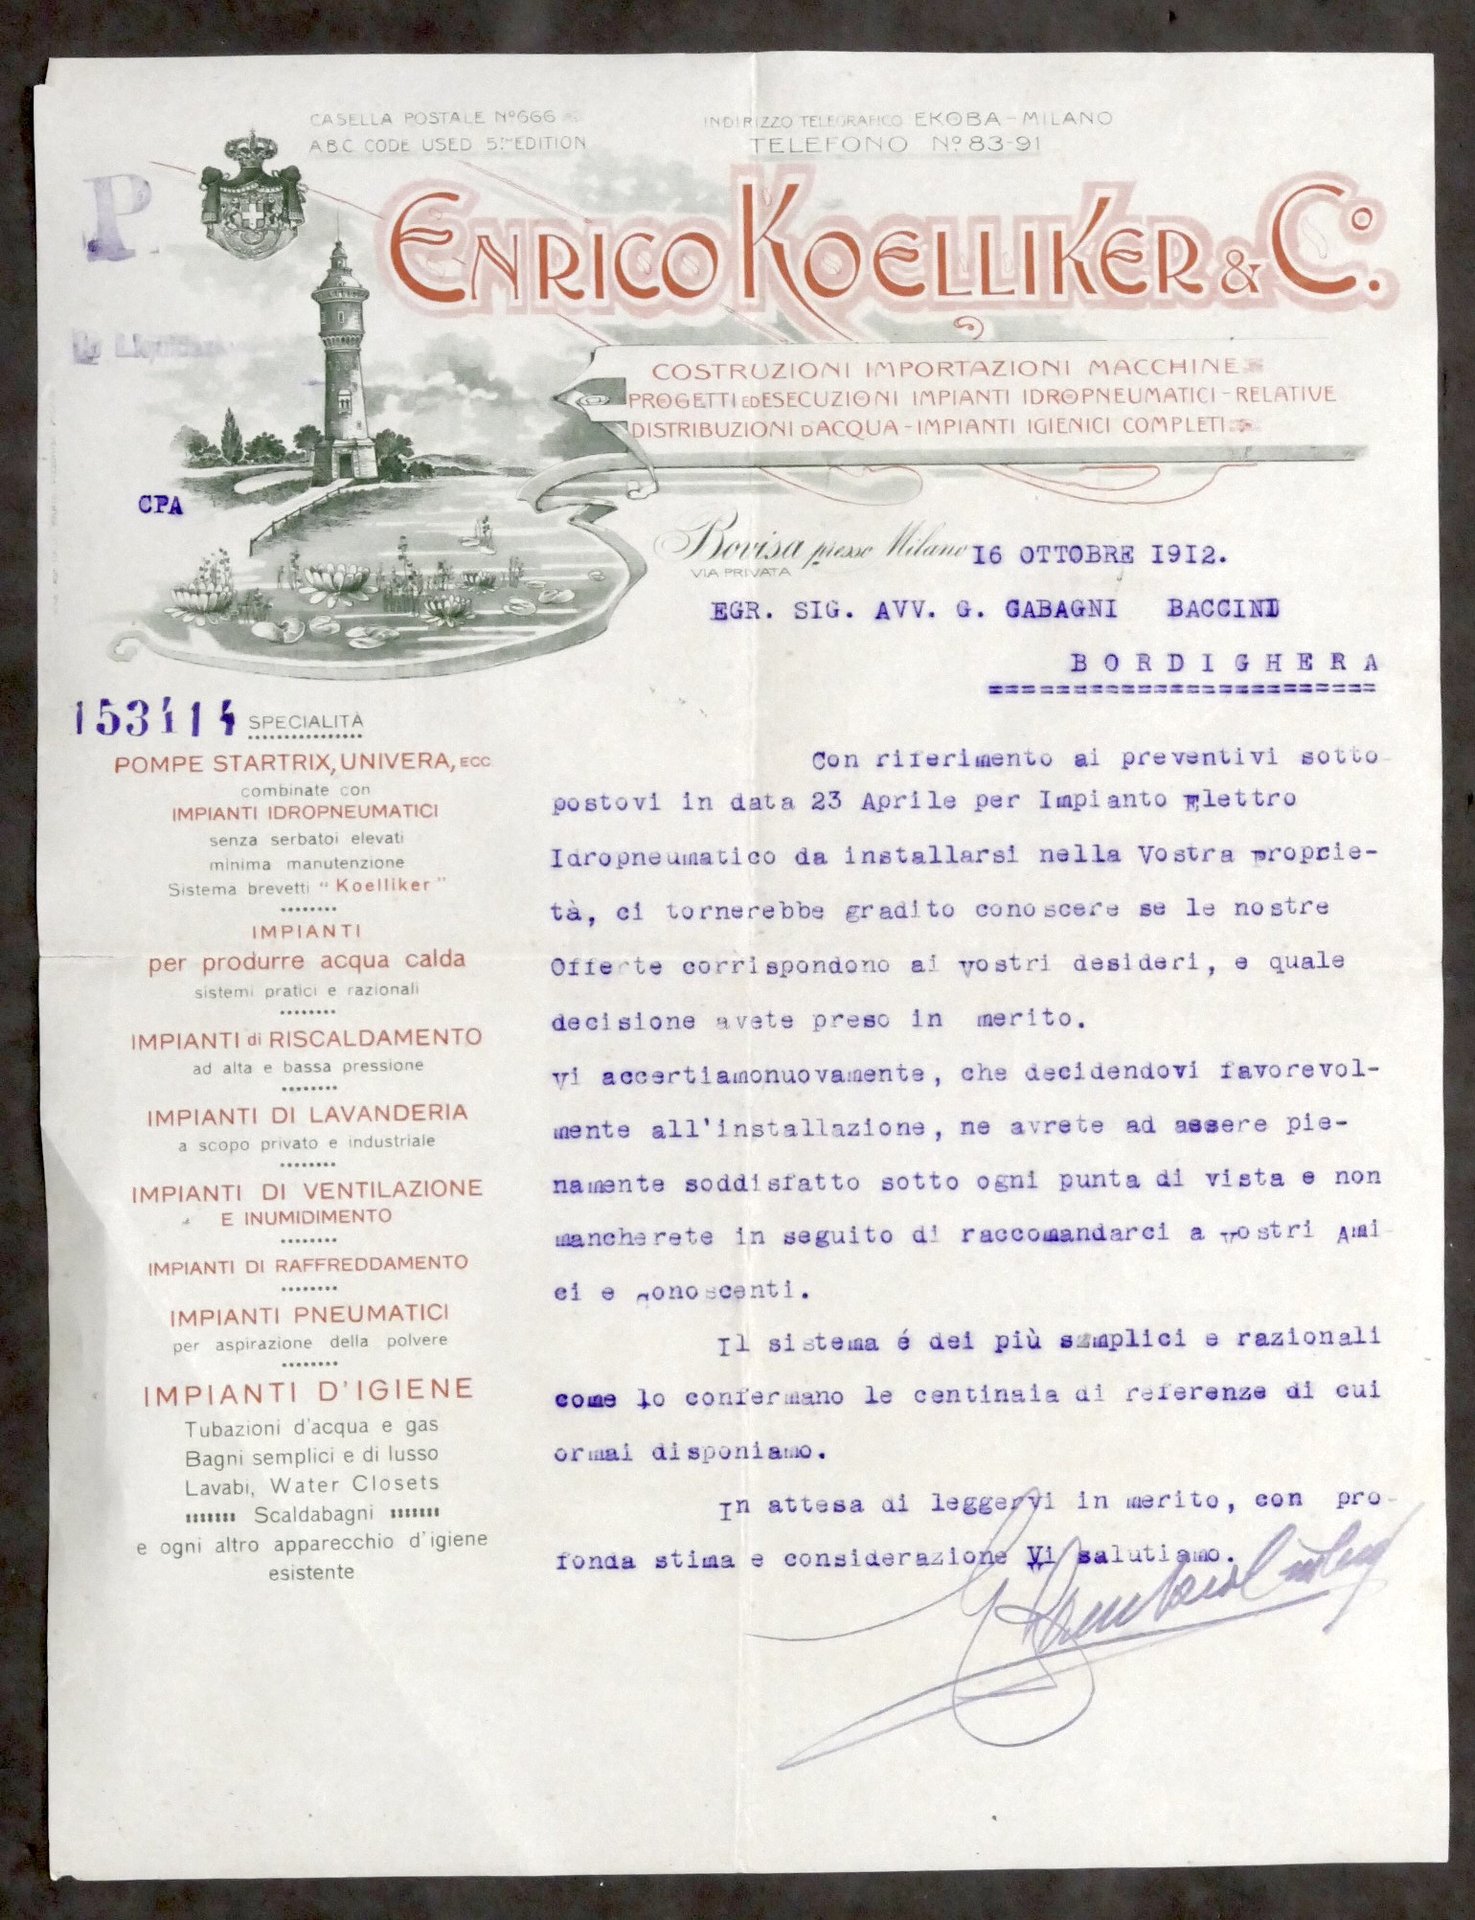 CASELLA POSTALE Nº 666
A B C CODE USED 5TH EDITION
INDIRIZZO TELEGRAFICO EKOBA - MILANO
TELEFONO Nº 83-91
P.
ENRICO KOELLIKER & Cº.
COSTRUZIONI IMPORTAZIONI MACCHINE
PROGETTI ED ESECUZIONI IMPIANTI IDROPNEUMATICI - RELATIVE
DISTRIBUZIONI D'ACQUA - IMPIANTI IGIENICI COMPLETI
CPA
Bovisa presso Milano 16 OTTOBRE 1912.
VIA PRIVATA
EGR. SIG. AVV. G. GABAGNI BACCINI
BORDIGHERA
153414 SPECIALITÀ
POMPE STARTRIX, UNIVERA, ECC
combinate con
IMPIANTI IDROPNEUMATICI
senza serbatoi elevati
minima manutenzione
Sistema brevetti "Koelliker"
IMPIANTI
per produrre acqua calda
sistemi pratici e razionali
IMPIANTI di RISCALDAMENTO
ad alta e bassa pressione
IMPIANTI DI LAVANDERIA
a scopo privato e industriale
IMPIANTI DI VENTILAZIONE
E INUMIDIMENTO
IMPIANTI DI RAFFREDDAMENTO
IMPIANTI PNEUMATICI
per aspirazione della polvere
IMPIANTI D'IGIENE
Tubazioni d'acqua e gas
Bagni semplici e di lusso
Lavabi, Water Closets
Scaldabagni
e ogni altro apparecchio d'igiene
esistente
Con riferimento ai preventivi sotto-
postovi in data 23 Aprile per Impianto Elettro
Idropneumatico da installarsi nella Vostra proprie-
tà, ci tornerebbe gradito conoscere se le nostre
Offerte corrispondono ai vostri desideri, e quale
decisione avete preso in merito.
Vi accertiamonuovamente, che decidendovi favorevol-
mente all'installazione, ne avrete ad assere pie-
namente soddisfatto sotto ogni punta di vista e non
mancherete in seguito di raccomandarci a vostri Ami-
ci e conoscenti.
Il sistema é dei più semplici e razionali
come lo confermano le centinaia di referenze di cui
ormai disponiamo.
In attesa di leggervi in merito, con pro-
fonda stima e considerazione Vi salutiamo.